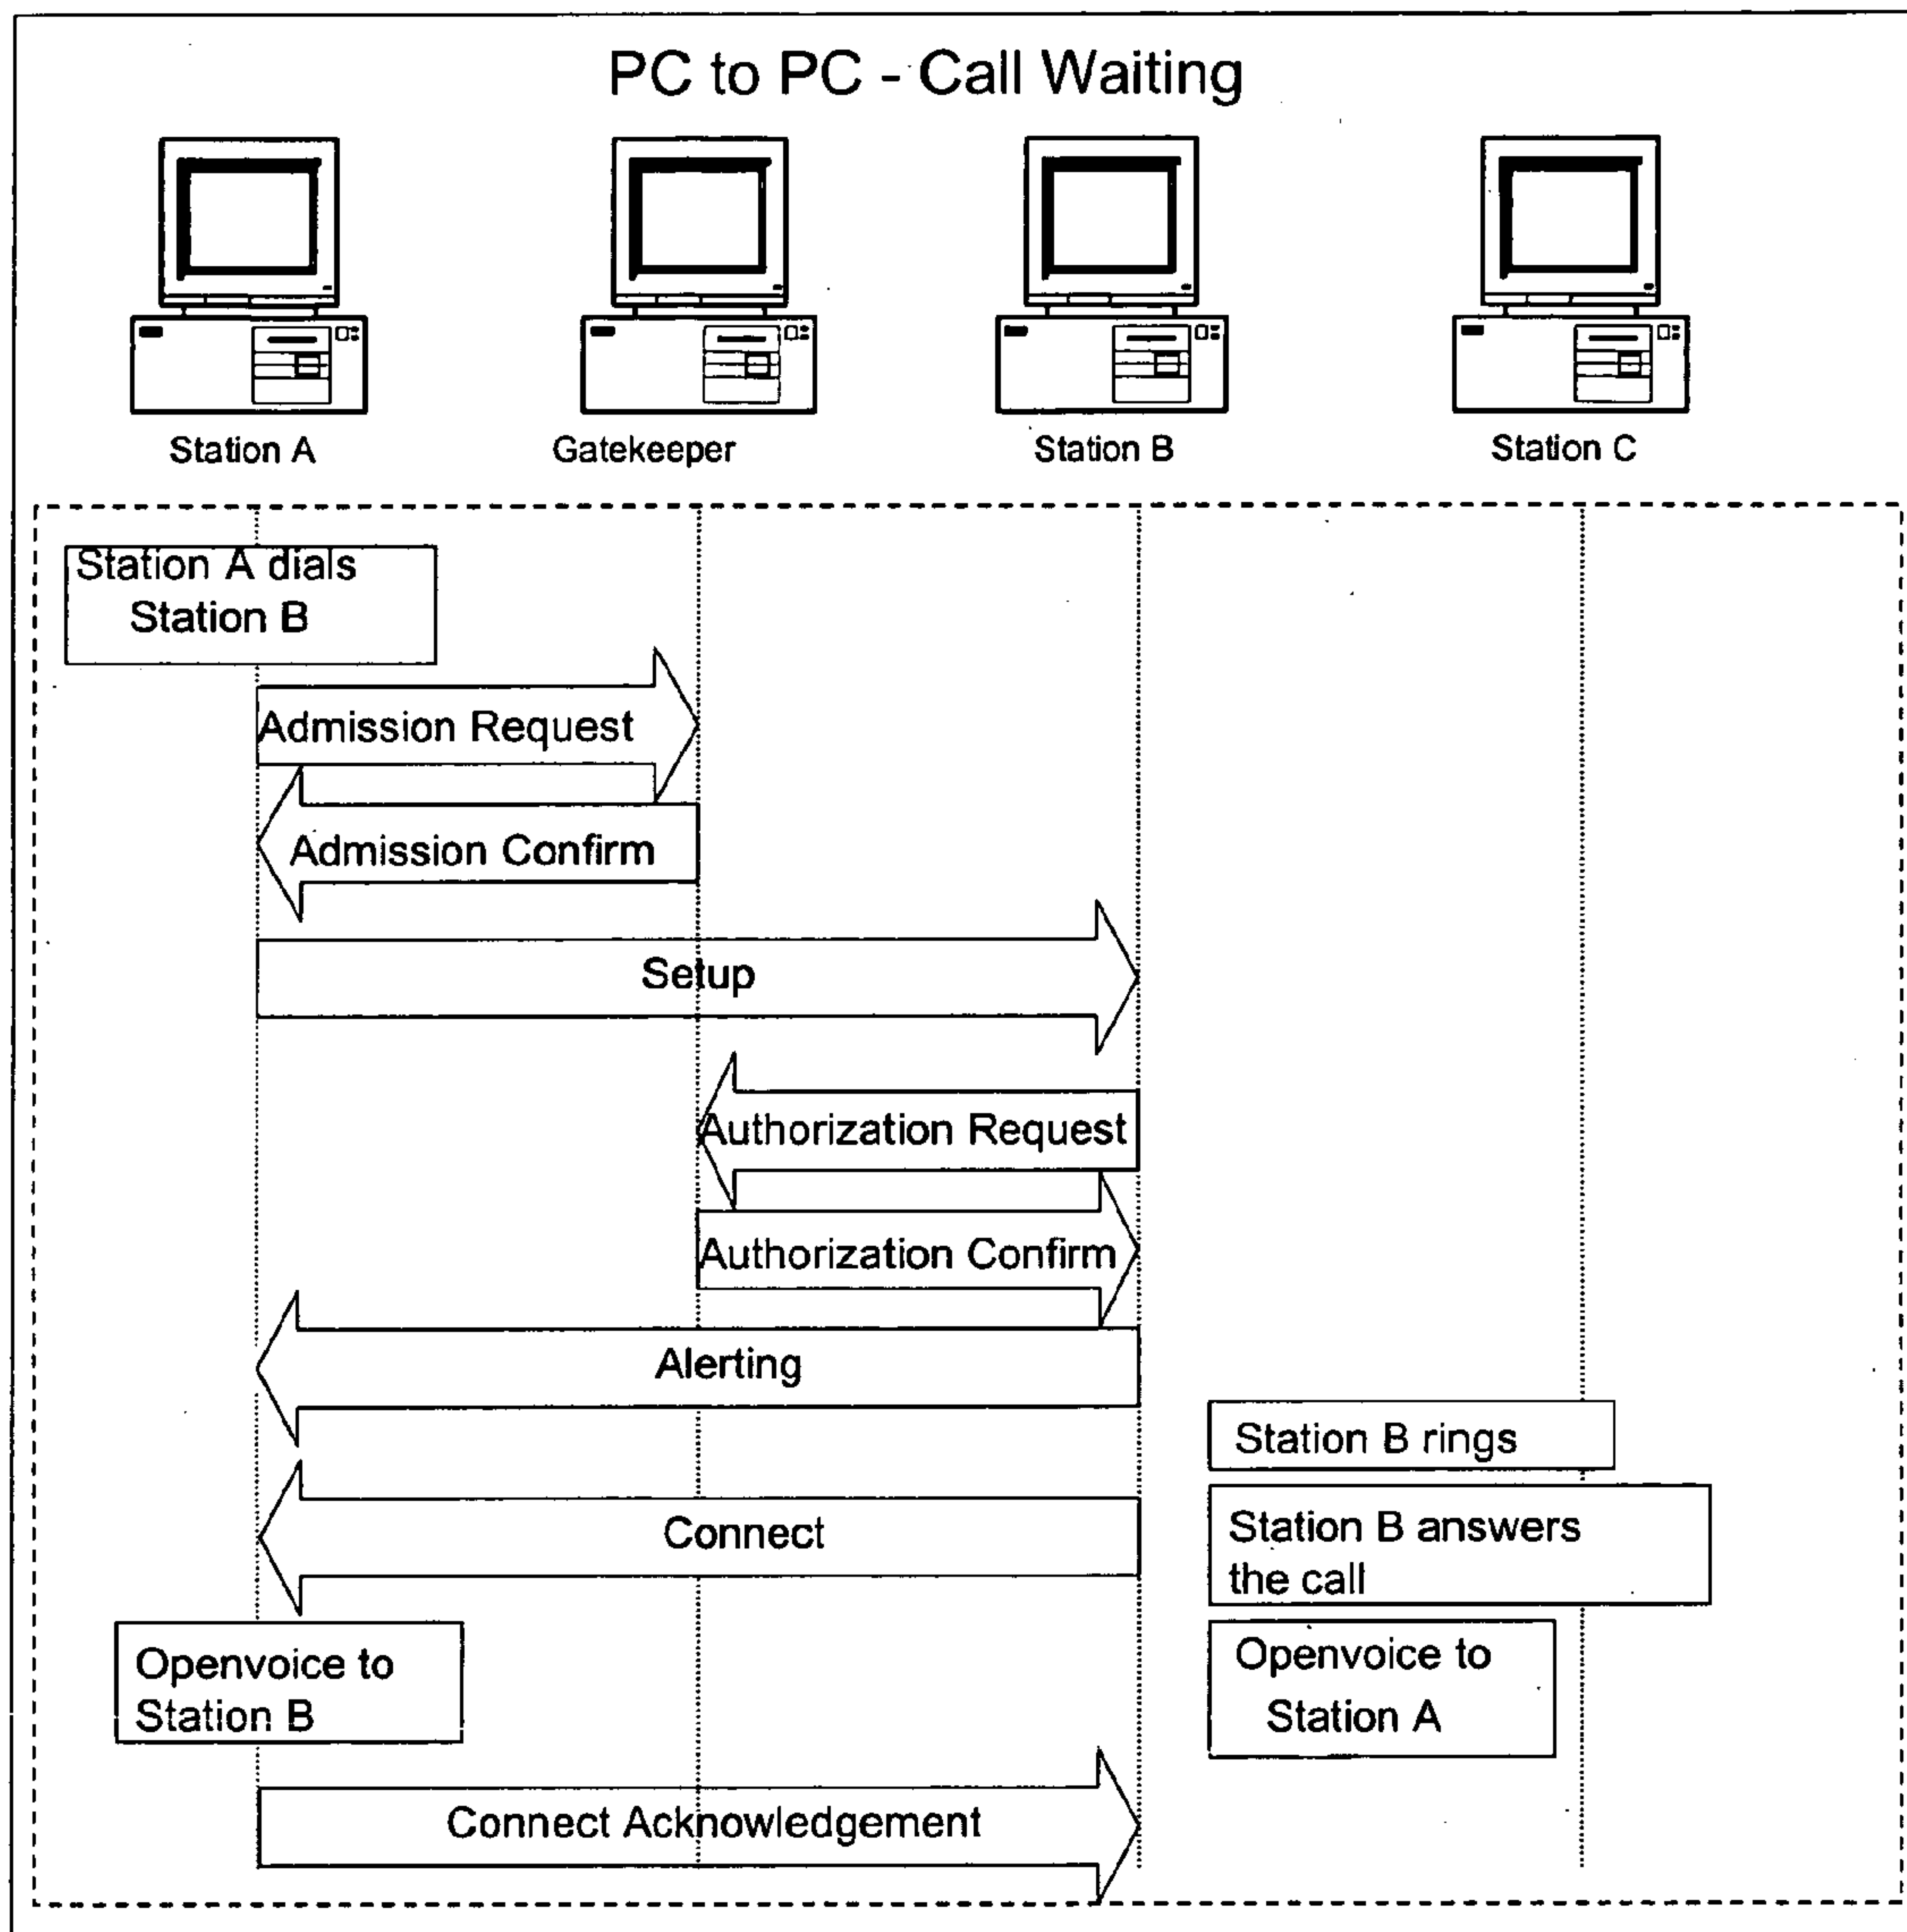 PC to PC - Call Waiting
Station A
Gatekeeper
Station B
Station C
Station A dials
Station B
Admission Request
Admission Confirm
Setup
Authorization Request
Authorization Confirm
Alerting
Station B rings
Connect
Station B answers
the call
Openvoice to
Station B
Openvoice to
Station A
Connect Acknowledgement